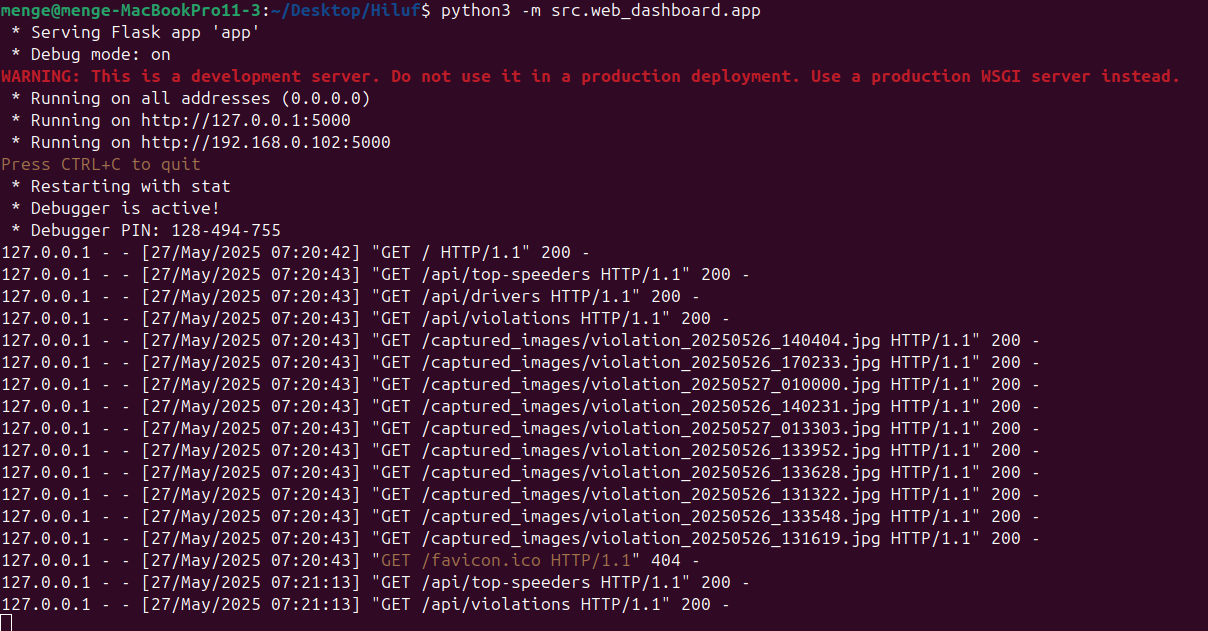 menge@menge-MacBookPro11-3:~/Desktop/Hiluf$ python3 -m src.web_dashboard.app
 * Serving Flask app 'app'
 * Debug mode: on
WARNING: This is a development server. Do not use it in a production deployment. Use a production WSGI server instead.
 * Running on all addresses (0.0.0.0)
 * Running on http://127.0.0.1:5000
 * Running on http://192.168.0.102:5000
Press CTRL+C to quit
 * Restarting with stat
 * Debugger is active!
 * Debugger PIN: 128-494-755
127.0.0.1 - - [27/May/2025 07:20:42] "GET / HTTP/1.1" 200 -
127.0.0.1 - - [27/May/2025 07:20:43] "GET /api/top-speeders HTTP/1.1" 200 -
127.0.0.1 - - [27/May/2025 07:20:43] "GET /api/drivers HTTP/1.1" 200 -
127.0.0.1 - - [27/May/2025 07:20:43] "GET /api/violations HTTP/1.1" 200 -
127.0.0.1 - - [27/May/2025 07:20:43] "GET /captured_images/violation_20250526_140404.jpg HTTP/1.1" 200 -
127.0.0.1 - - [27/May/2025 07:20:43] "GET /captured_images/violation_20250526_170233.jpg HTTP/1.1" 200 -
127.0.0.1 - - [27/May/2025 07:20:43] "GET /captured_images/violation_20250527_010000.jpg HTTP/1.1" 200 -
127.0.0.1 - - [27/May/2025 07:20:43] "GET /captured_images/violation_20250526_140231.jpg HTTP/1.1" 200 -
127.0.0.1 - - [27/May/2025 07:20:43] "GET /captured_images/violation_20250527_013303.jpg HTTP/1.1" 200 -
127.0.0.1 - - [27/May/2025 07:20:43] "GET /captured_images/violation_20250526_133952.jpg HTTP/1.1" 200 -
127.0.0.1 - - [27/May/2025 07:20:43] "GET /captured_images/violation_20250526_133628.jpg HTTP/1.1" 200 -
127.0.0.1 - - [27/May/2025 07:20:43] "GET /captured_images/violation_20250526_131322.jpg HTTP/1.1" 200 -
127.0.0.1 - - [27/May/2025 07:20:43] "GET /captured_images/violation_20250526_133548.jpg HTTP/1.1" 200 -
127.0.0.1 - - [27/May/2025 07:20:43] "GET /captured_images/violation_20250526_131619.jpg HTTP/1.1" 200 -
127.0.0.1 - - [27/May/2025 07:20:43] "GET /favicon.ico HTTP/1.1" 404 -
127.0.0.1 - - [27/May/2025 07:21:13] "GET /api/top-speeders HTTP/1.1" 200 -
127.0.0.1 - - [27/May/2025 07:21:13] "GET /api/violations HTTP/1.1" 200 -